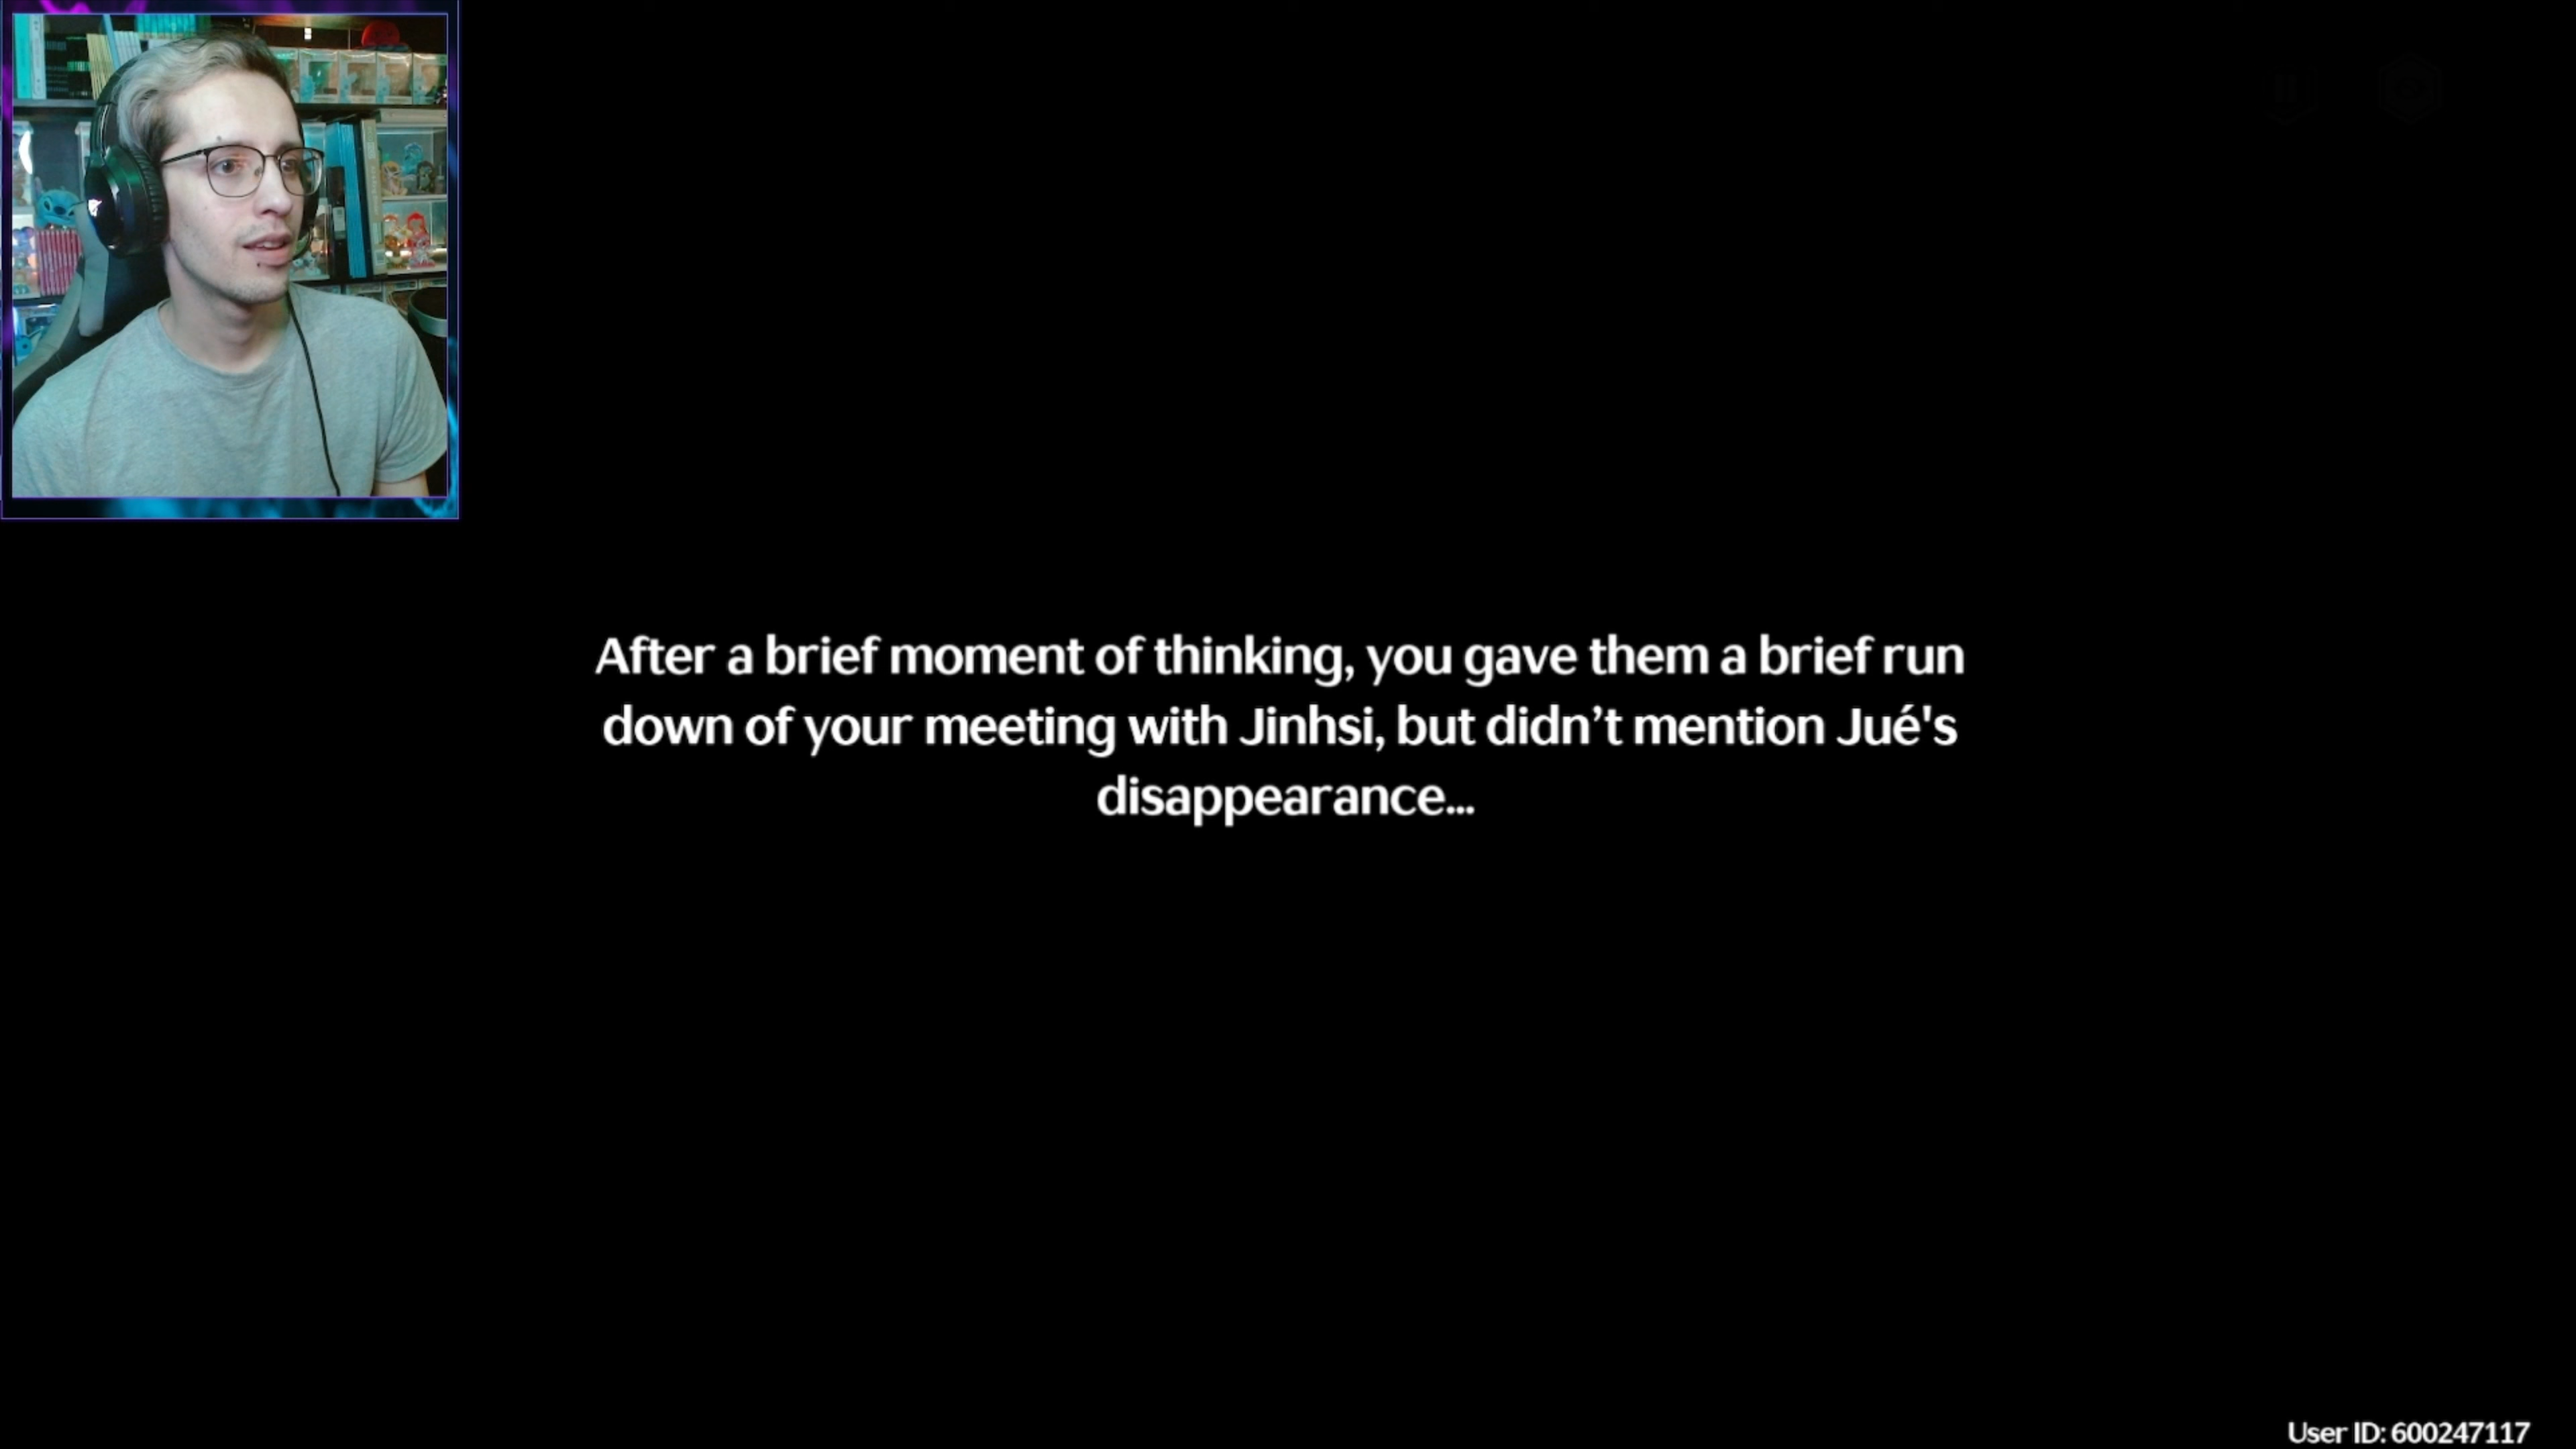 After a brief moment of thinking, you gave them a brief run
down of your meeting with Jinhsi, but didn’t mention Jué's
disappearance...
User ID: 600247117